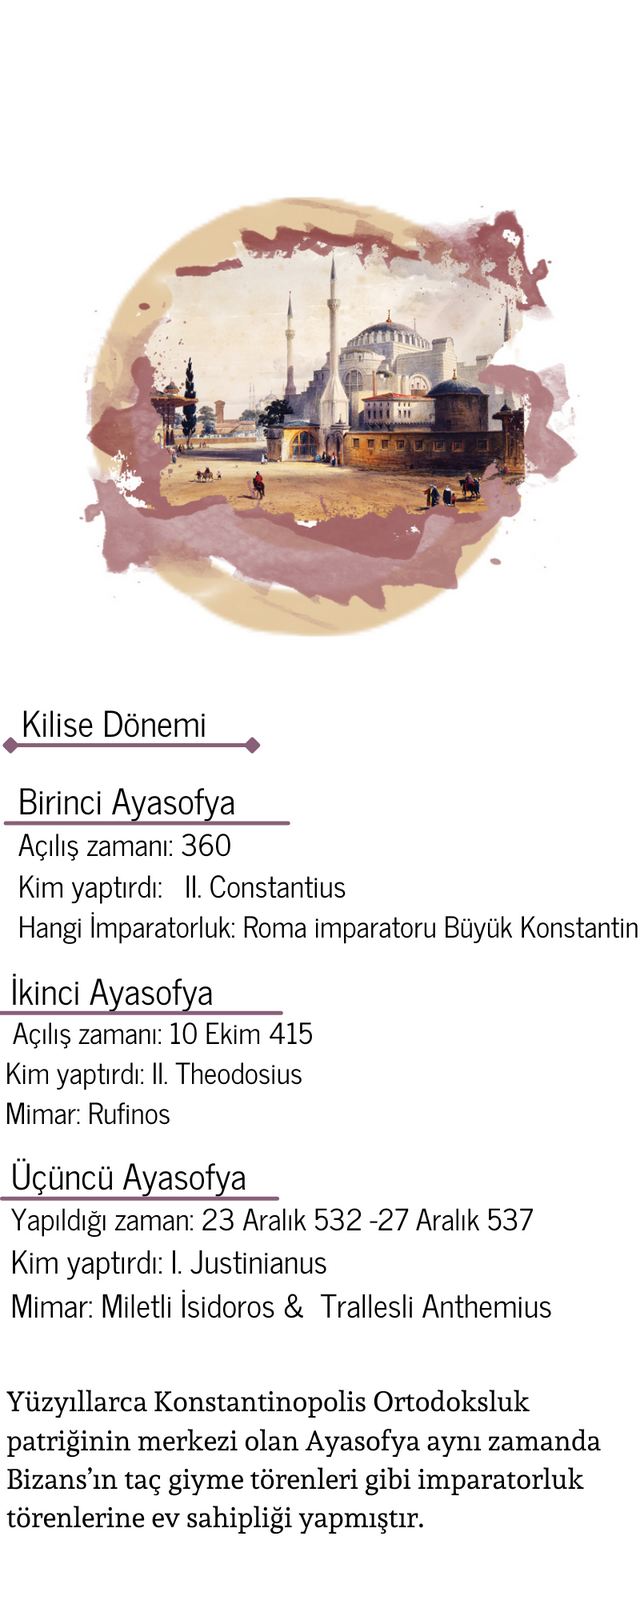 Kilise Dönemi
Birinci Ayasofya
Açılış zamanı: 360
Kim yaptırdı: II. Constantius
Hangi İmparatorluk: Roma imparatoru Büyük Konstantin
İkinci Ayasofya
Açılış zamanı: 10 Ekim 415
Kim yaptırdı: II. Theodosius
Mimar: Rufinos
Üçüncü Ayasofya
Yapıldığı zaman: 23 Aralık 532 -27 Aralık 537
Kim yaptırdı: I. Justinianus
Mimar: Miletli İsidoros & Trallesli Anthemius
Yüzyıllarca Konstantinopolis Ortodoksluk
patriğinin merkezi olan Ayasofya aynı zamanda
Bizans’ın taç giyme törenleri gibi imparatorluk
törenlerine ev sahipliği yapmıştır.